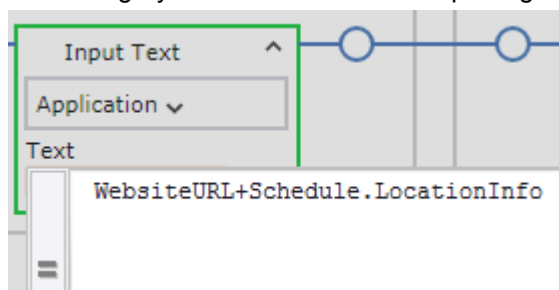 Input Text
Application
Text
WebsiteURL+Schedule.LocationInfo
=